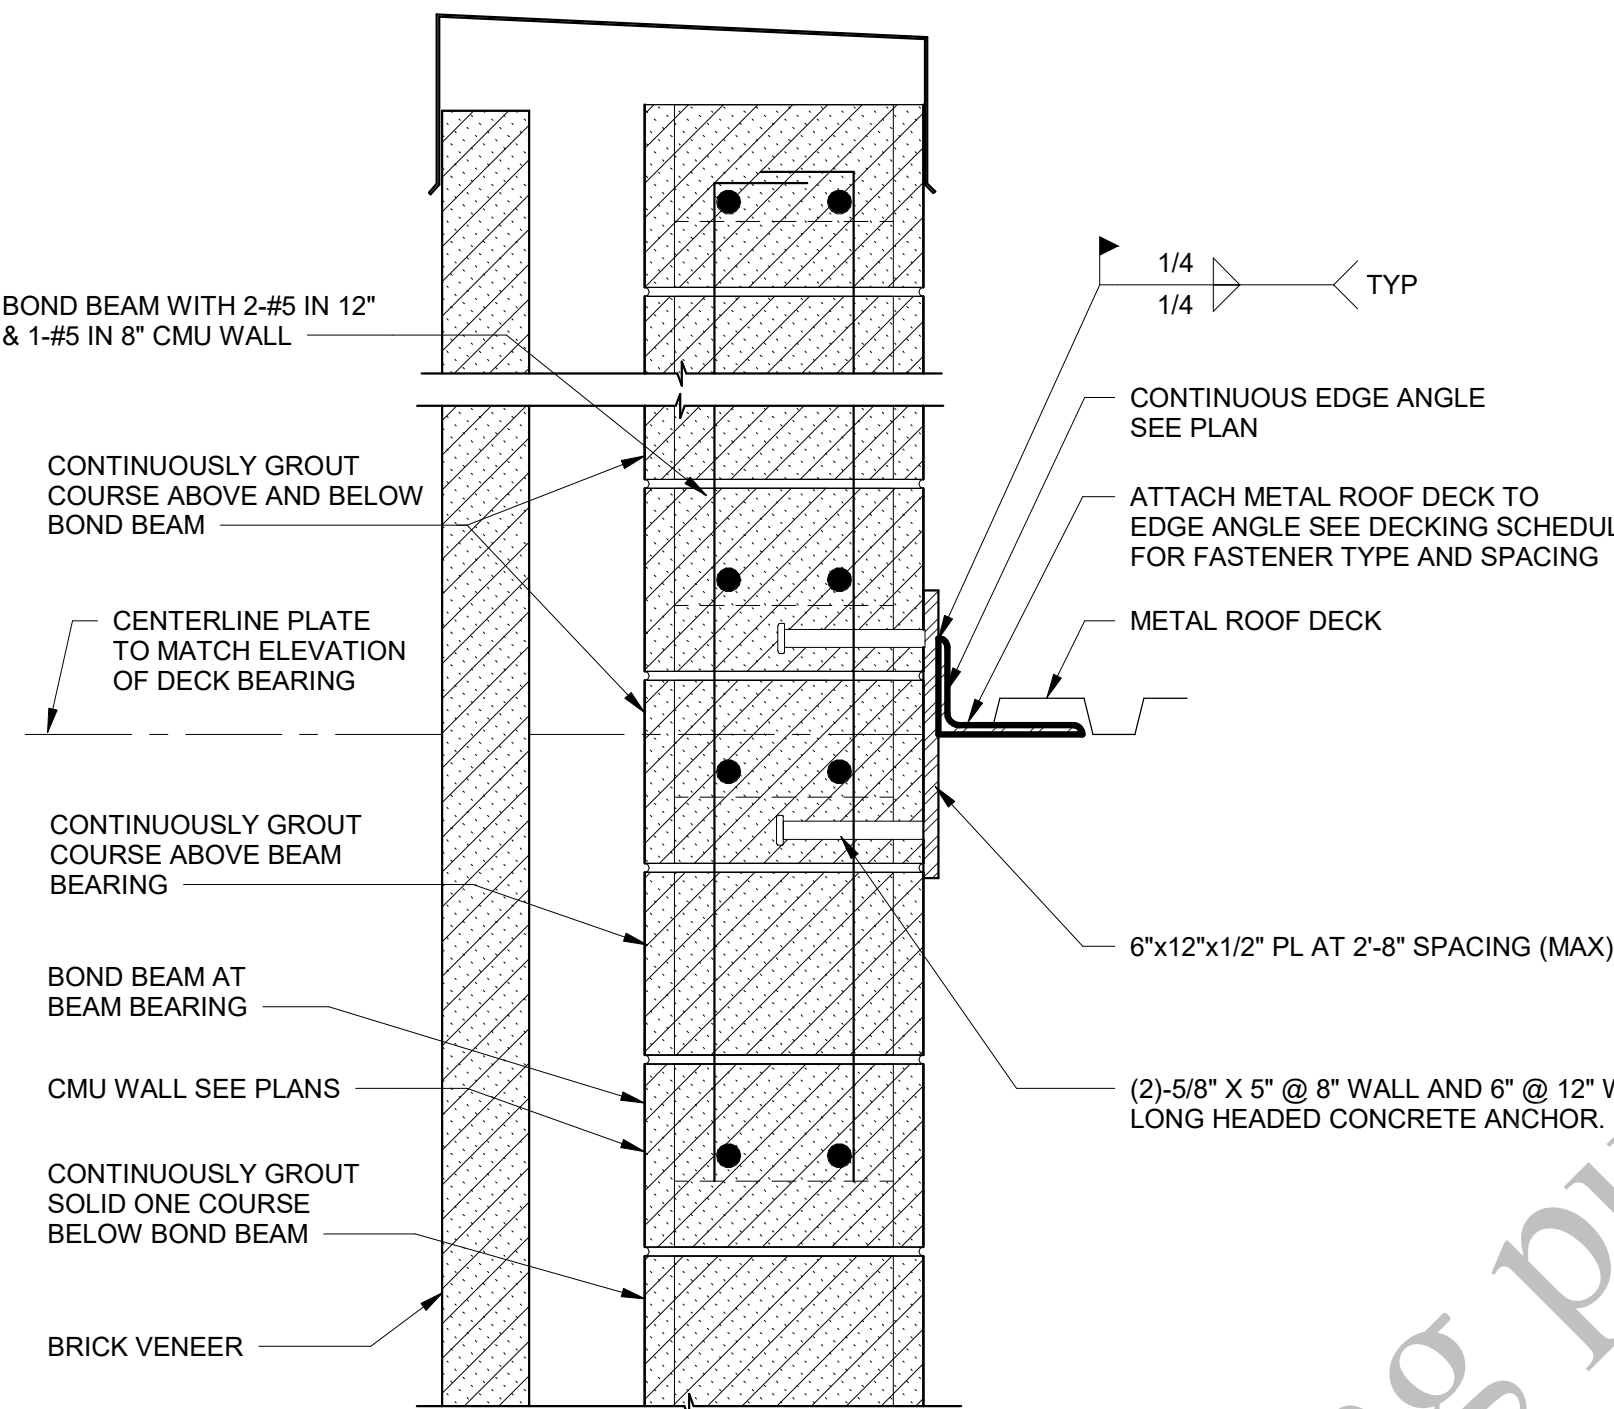 BOND BEAM WITH 2-#5 IN 12"
& 1-#5 IN 8" CMU WALL
CONTINUOUSLY GROUT
COURSE ABOVE AND BELOW
BOND BEAM
CENTERLINE PLATE
TO MATCH ELEVATION
OF DECK BEARING
CONTINUOUSLY GROUT
COURSE ABOVE BEAM
BEARING
BOND BEAM AT
BEAM BEARING
CMU WALL SEE PLANS
CONTINUOUSLY GROUT
SOLID ONE COURSE
BELOW BOND BEAM
BRICK VENEER
1/4
1/4
TYP
CONTINUOUS EDGE ANGLE
SEE PLAN
ATTACH METAL ROOF DECK TO
EDGE ANGLE SEE DECKING SCHEDUL
FOR FASTENER TYPE AND SPACING
METAL ROOF DECK
6"x12"x1/2" PL AT 2'-8" SPACING (MAX)
(2)-5/8" X 5" @ 8" WALL AND 6" @ 12"
LONG HEADED CONCRETE ANCHOR.